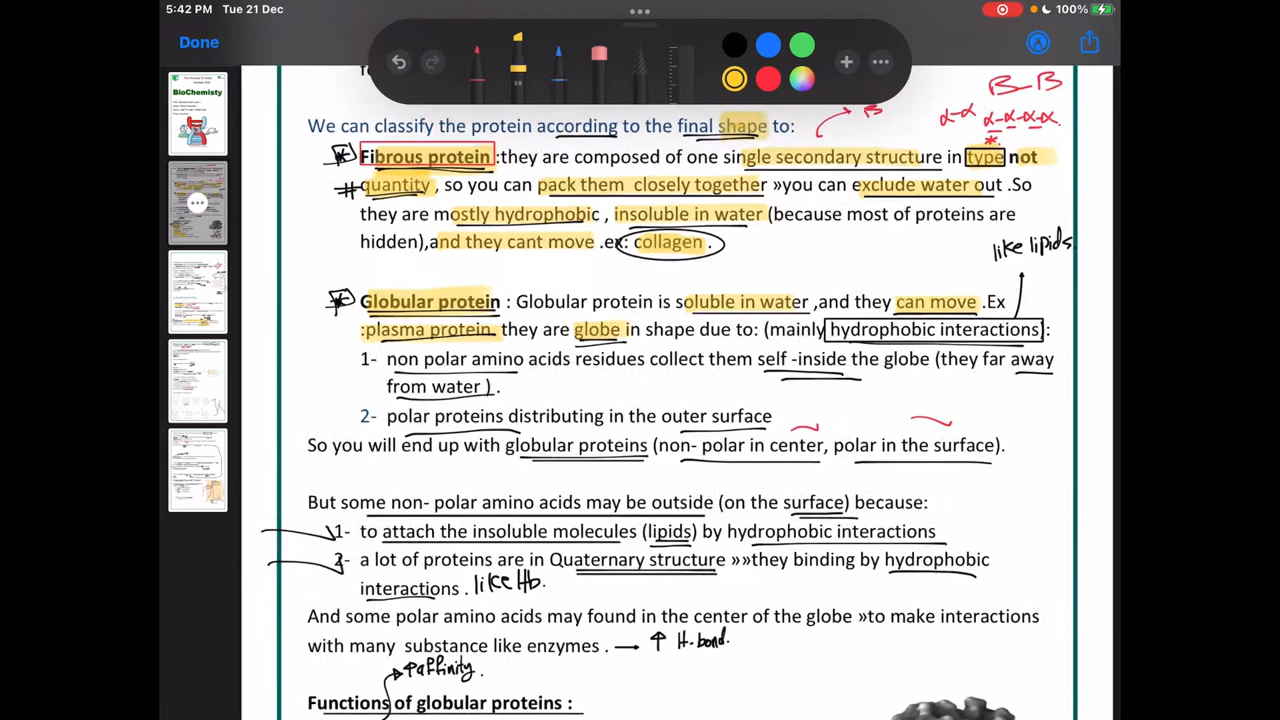 5:42 PM Tue 21 Dec
100%
Done
59
B-B
α-α α-α-α-α.
We can classify the protein according to the final shape to:
B
* Fibrous protein :they are composed of one single secondary structure in type not
# quantity , so you can pack them closely together »you can exclude water out .So
they are mostly hydrophobic , insouble in water (because most of proteins are
hidden),and they cant move .ex: collagen .
like lipids
* Globular protein : Globular protein is soluble in water ,and the can move .Ex
plasma protein they are globe in shape due to: (mainly hydrophobic interactions):
1- non polar amino acids residues collect them self inside the globe (they far away
from water ) .
2- polar proteins distributing in the outer surface
So you will end up with globular proteins (non- polar in center, polar in the surface).
But some non- polar amino acids may be outside (on the surface) because:
1- to attach the insoluble molecules (lipids) by hydrophobic interactions
2- a lot of proteins are in Quaternary structure »»they binding by hydrophobic
interactions . like Hb.
And some polar amino acids may found in the center of the globe »to make interactions
with many substance like enzymes . → ↑ H-bond.
↑affinity.
Functions of globular proteins :
BioChemisty